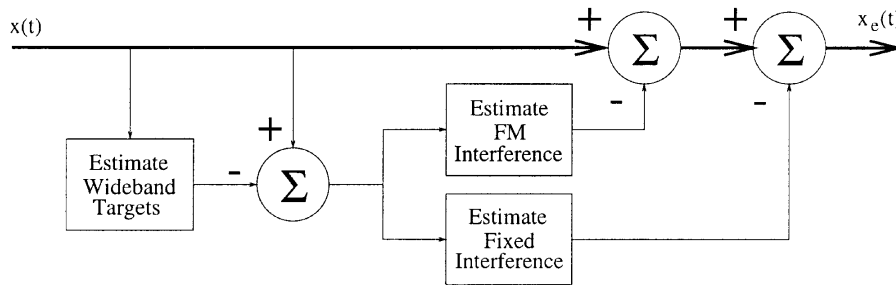 x(t)
+
+
x_e(t)
Σ
Σ
-
-
Estimate
FM
Interference
+
Estimate
Wideband
Targets
-
Σ
Estimate
Fixed
Interference